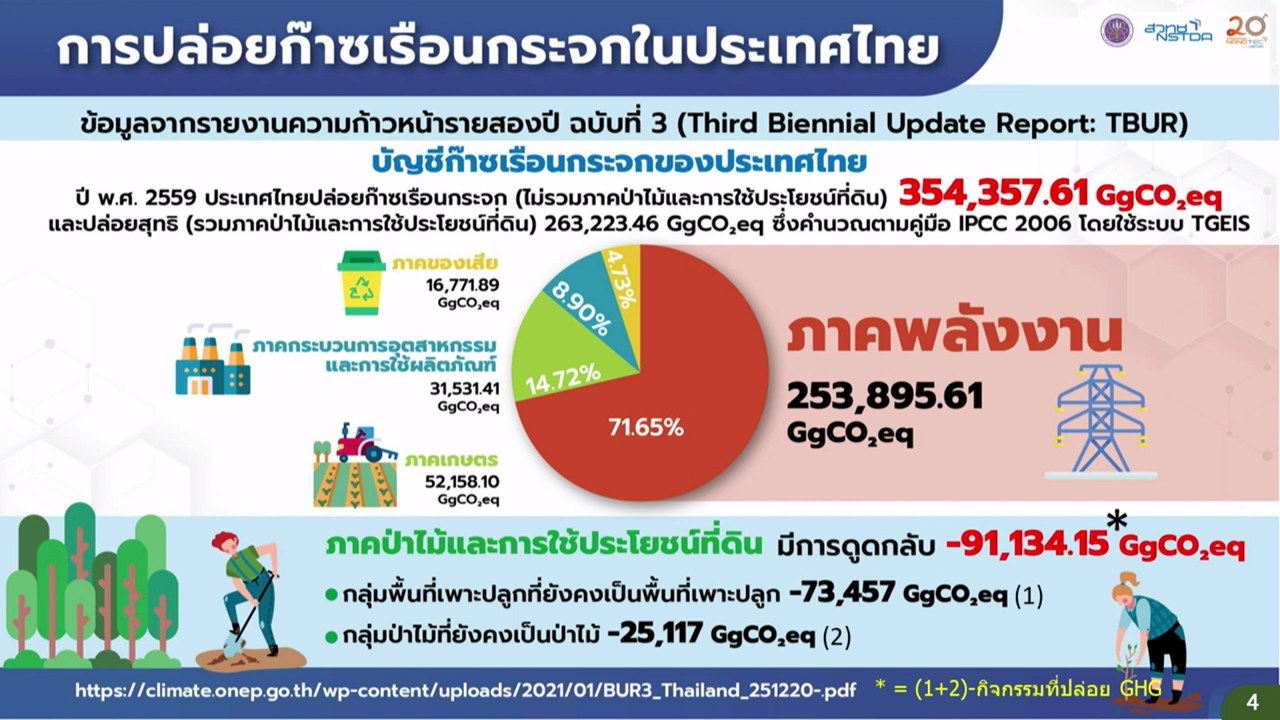 การปล่อยก๊าซเรือนกระจกในประเทศไทย
สวทช
NSTDA
20
ข้อมูลจากรายงานความก้าวหน้ารายสองปี ฉบับที่ 3 (Third Biennial Update Report: TBUR)
บัญชีก๊าซเรือนกระจกของประเทศไทย
ปี พ.ศ. 2559 ประเทศไทยปล่อยก๊าซเรือนกระจก (ไม่รวมภาคป่าไม้และการใช้ประโยชน์ที่ดิน) 354,357.61 GgCO₂eq
และปล่อยสุทธิ (รวมภาคป่าไม้และการใช้ประโยชน์ที่ดิน) 263,223.46 GgCO₂eq ซึ่งคำนวณตามคู่มือ IPCC 2006 โดยใช้ระบบ TGEIS
ภาคของเสีย
16,771.89
GgCO₂eq
ภาคกระบวนการอุตสาหกรรม
และการใช้ผลิตภัณฑ์
31,531.41
GgCO₂eq
ภาคเกษตร
52,158.10
GgCO₂eq
4.73%
8.90%
14.72%
71.65%
ภาคพลังงาน
253,895.61
GgCO₂eq
ภาคป่าไม้และการใช้ประโยชน์ที่ดิน มีการดูดกลับ -91,134.15* GgCO₂eq
• กลุ่มพื้นที่เพาะปลูกที่ยังคงเป็นพื้นที่เพาะปลูก -73,457 GgCO₂eq (1)
• กลุ่มป่าไม้ที่ยังคงเป็นป่าไม้ -25,117 GgCO₂eq (2)
https://climate.onep.go.th/wp-content/uploads/2021/01/BUR3_Thailand_251220-.pdf * = (1+2)-กิจกรรมที่ปล่อย GHG
4